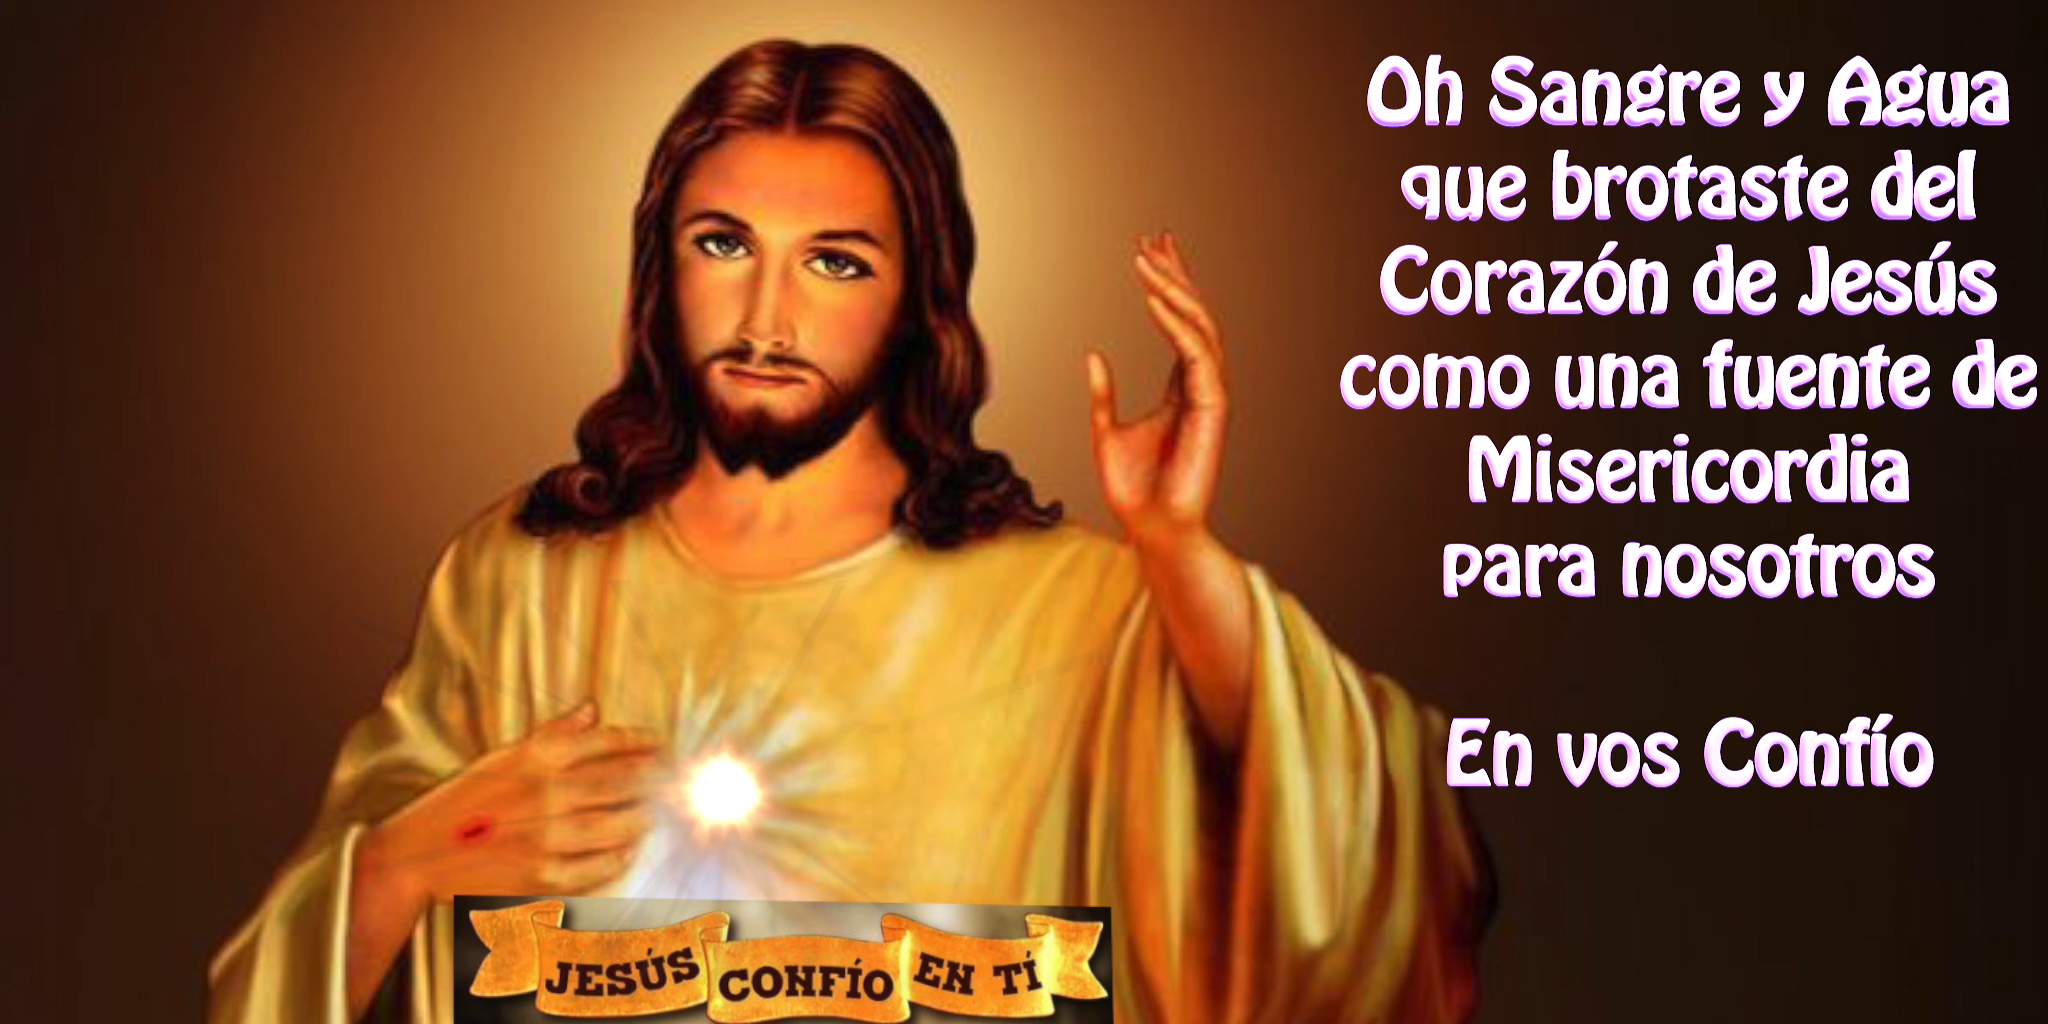 Oh Sangre y Agua
que brotaste del
Corazón de Jesús
como una fuente de
Misericordia
para nosotros
En vos Confío
JESÚS CONFÍO EN TÍ